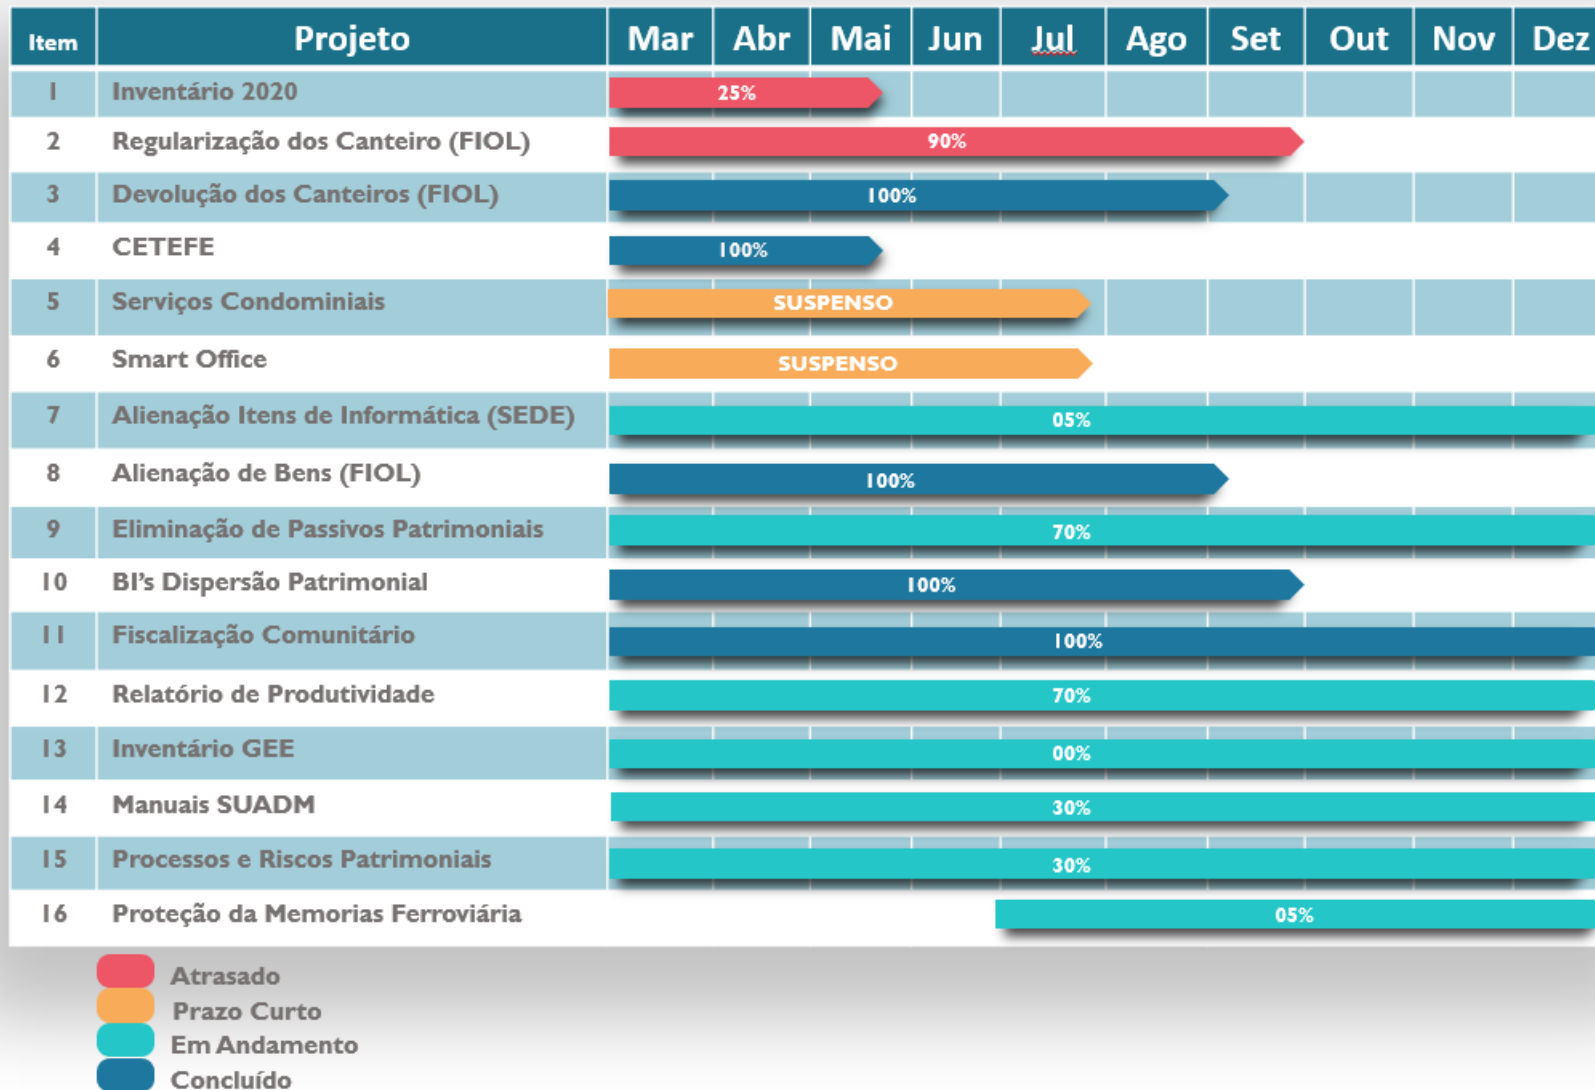 Item Projeto Mar Abr Mai Jun Jul Ago Set Out Nov Dez
1 Inventário 2020 25%
2 Regularização dos Canteiro (FIOL) 90%
3 Devolução dos Canteiros (FIOL) 100%
4 CETEFE 100%
5 Serviços Condominiais SUSPENSO
6 Smart Office SUSPENSO
7 Alienação Itens de Informática (SEDE) 05%
8 Alienação de Bens (FIOL) 100%
9 Eliminação de Passivos Patrimoniais 70%
10 BI’s Dispersão Patrimonial 100%
11 Fiscalização Comunitário 100%
12 Relatório de Produtividade 70%
13 Inventário GEE 00%
14 Manuais SUADM 30%
15 Processos e Riscos Patrimoniais 30%
16 Proteção da Memorias Ferroviária 05%
Atrasado
Prazo Curto
Em Andamento
Concluído